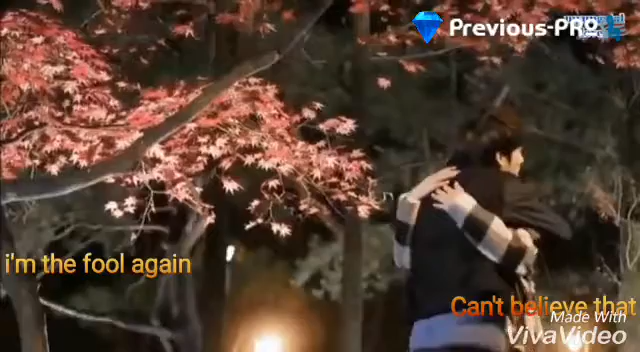 Previous-PRO
i'm the fool again
Can't believe that
Made With
VivaVideo